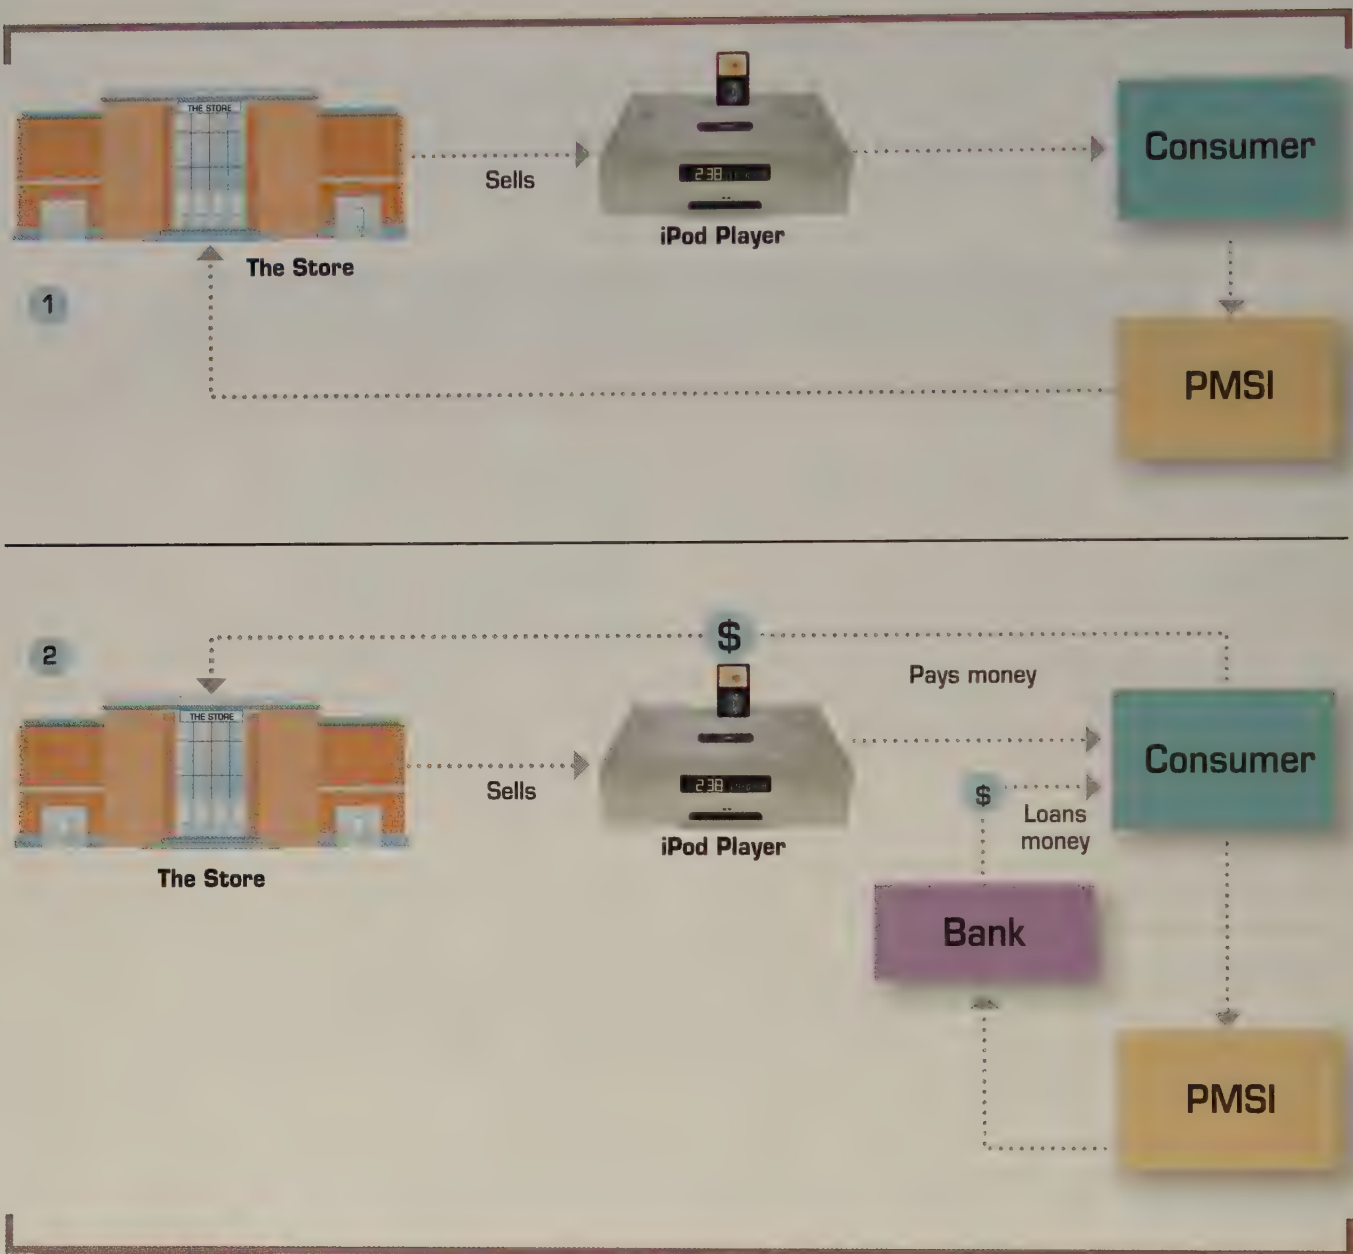 THE STORE
Consumer
Sells
2:38
iPod Player
The Store
1
PMSI
2
$
Pays money
THE STORE
Consumer
Sells
2:38
$
Loans
money
iPod Player
The Store
Bank
PMSI